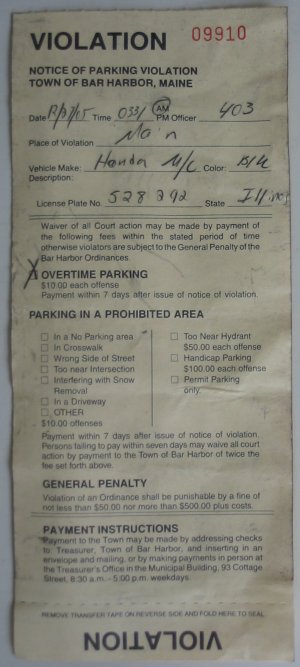 VIOLATION 09910
NOTICE OF PARKING VIOLATION
TOWN OF BAR HARBOR, MAINE
Date Time 0331 AM PM Officer 403
Place of Violation Main
Vehicle Make: Honda M/C Color: Blk
Description:
License Plate No. 528 292 State Illinois
Waiver of all Court action may be made by payment of
the following fees within the stated period of time
otherwise violators are subject to the General Penalty of the
Bar Harbor Ordinances.
X OVERTIME PARKING
$10.00 each offense
Payment within 7 days after issue of notice of violation.
PARKING IN A PROHIBITED AREA
☐ In a No Parking area ☐ Too Near Hydrant
☐ In Crosswalk $50.00 each offense
☐ Wrong Side of Street ☐ Handicap Parking
☐ Too near Intersection $100.00 each offense
☐ Interfering with Snow ☐ Permit Parking
Removal only
☐ In a Driveway
☐ OTHER
$10.00 offenses
Payment within 7 days after issue of notice of violation.
Persons failing to pay within seven days may waive all court
action by payment to the Town of Bar Harbor of twice the
fee set forth above.
GENERAL PENALTY
Violation of an Ordinance shall be punishable by a fine of
not less than $50.00 nor more than $500.00 plus costs.
PAYMENT INSTRUCTIONS
Payment to the Town may be made by addressing checks
to: Treasurer, Town of Bar Harbor, and inserting in an
envelope and mailing, or by making payments in person at
the Treasurer's Office in the Municipal Building, 93 Cottage
Street, 8:30 a.m. - 5:00 p.m. weekdays.
REMOVE TRANSFER TAPE ON REVERSE SIDE AND FOLD HERE TO SEAL
VIOLATION